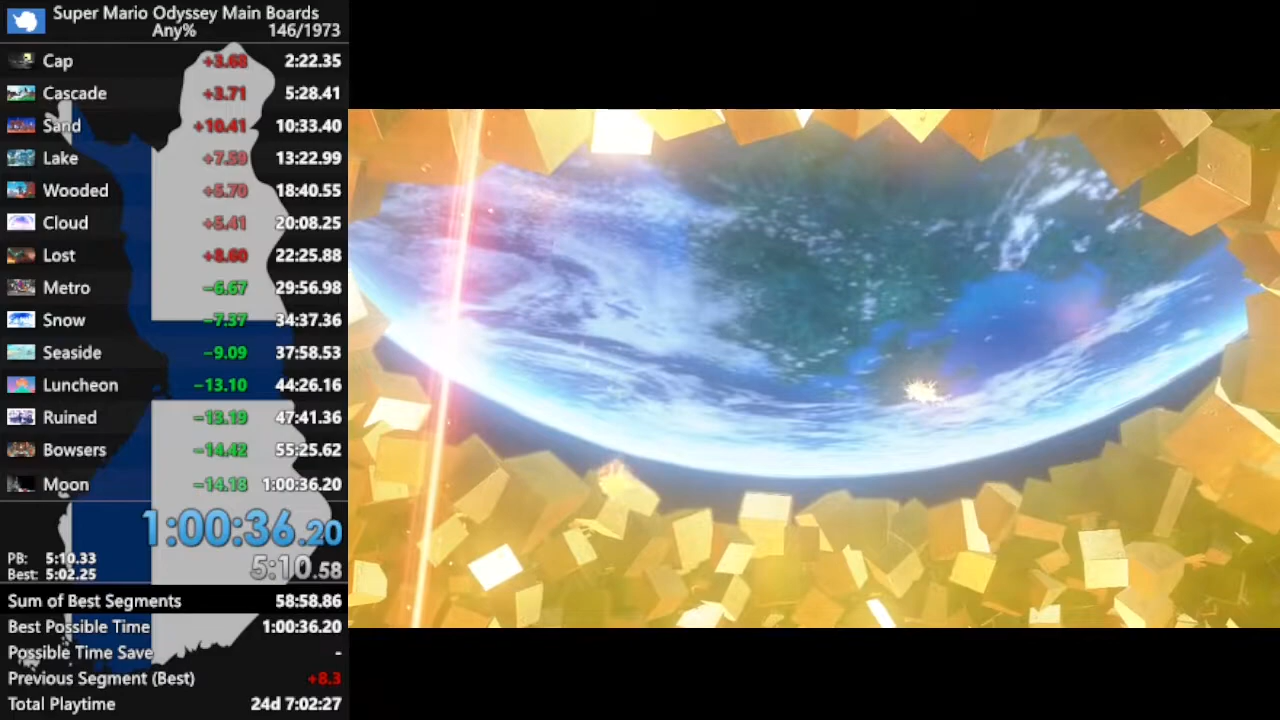 Super Mario Odyssey Main Boards
Any% 146/1973
Cap +3.68 2:22.35
Cascade +3.71 5:28.41
Sand +10.41 10:33.40
Lake +7.59 13:22.99
Wooded +5.70 18:40.55
Cloud +5.41 20:08.25
Lost +8.60 22:25.88
Metro −6.67 29:56.98
Snow −7.37 34:37.36
Seaside −9.09 37:58.53
Luncheon −13.10 44:26.16
Ruined −13.19 47:41.36
Bowsers −14.42 55:25.62
Moon −14.18 1:00:36.20
1:00:36.20
PB: 5:10.33
Best: 5:02.25
5:10.58
Sum of Best Segments 58:58.86
Best Possible Time 1:00:36.20
Possible Time Save -
Previous Segment (Best) +8.3
Total Playtime 24d 7:02:27